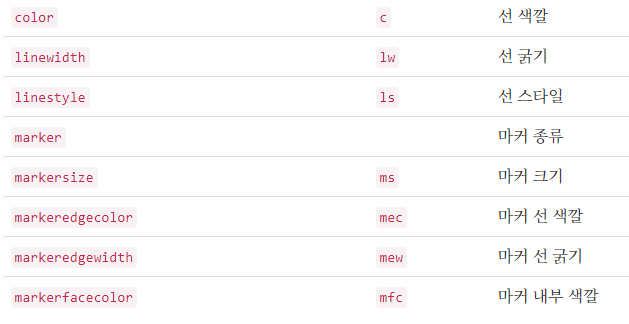 color c 선 색깔
linewidth lw 선 굵기
linestyle ls 선 스타일
marker 마커 종류
markersize ms 마커 크기
markeredgecolor mec 마커 선 색깔
markeredgewidth mew 마커 선 굵기
markerfacecolor mfc 마커 내부 색깔